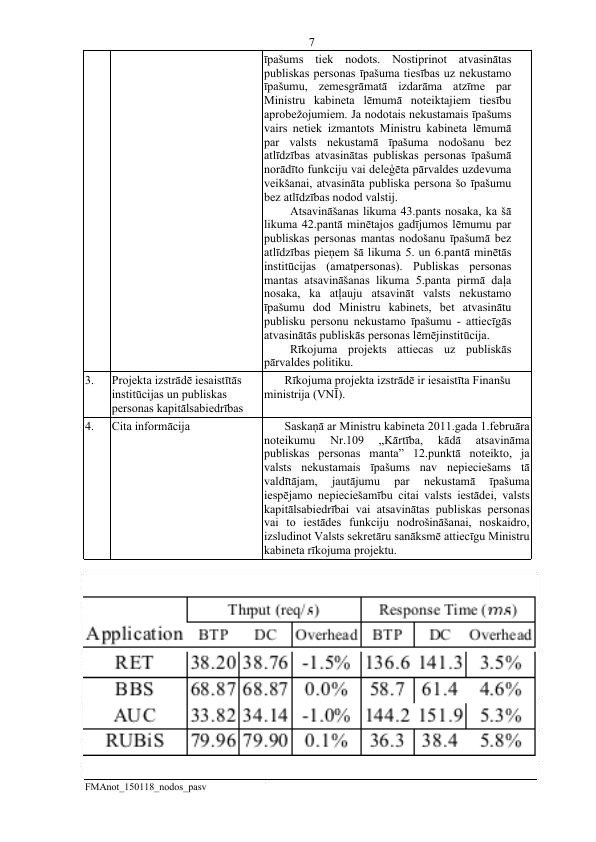 7
īpašums tiek nodots. Nostiprinot atvasinātas
publiskas personas īpašuma tiesības uz nekustamo
īpašumu, zemesgrāmatā izdarāma atzīme par
Ministru kabineta lēmumā noteiktajiem tiesību
aprobežojumiem. Ja nodotais nekustamais īpašums
vairs netiek izmantots Ministru kabineta lēmumā
par valsts nekustamā īpašuma nodošanu bez
atlīdzības atvasinātas publiskas personas īpašumā
norādīto funkciju vai deleģēta pārvaldes uzdevuma
veikšanai, atvasināta publiska persona šo īpašumu
bez atlīdzības nodod valstij.
Atsavināšanas likuma 43.pants nosaka, ka šā
likuma 42.pantā minētajos gadījumos lēmumu par
publiskas personas mantas nodošanu īpašumā bez
atlīdzības pieņem šā likuma 5. un 6.pantā minētās
institūcijas (amatpersonas). Publiskas personas
mantas atsavināšanas likuma 5.panta pirmā daļa
nosaka, ka atļauju atsavināt valsts nekustamo
īpašumu dod Ministru kabinets, bet atvasinātu
publisku personu nekustamo īpašumu - attiecīgās
atvasinātās publiskās personas lēmējinstitūcija.
Rīkojuma projekts attiecas uz publiskās
pārvaldes politiku.
3. Projekta izstrādē iesaistītās Rīkojuma projekta izstrādē ir iesaistīta Finanšu
institūcijas un publiskas ministrija (VNĪ).
personas kapitālsabiedrības
4. Cita informācija Saskaņā ar Ministru kabineta 2011.gada 1.februāra
noteikumu Nr.109 „Kārtība, kādā atsavināma
publiskas personas manta” 12.punktā noteikto, ja
valsts nekustamais īpašums nav nepieciešams tā
valdītājam, jautājumu par nekustamā īpašuma
iespējamo nepieciešamību citai valsts iestādei, valsts
kapitālsabiedrībai vai atvasinātas publiskas personas
vai to iestādes funkciju nodrošināšanai, noskaidro,
izsludinot Valsts sekretāru sanāksmē attiecīgu Ministru
kabineta rīkojuma projektu.
Thput (req/s) Response Time (ms)
Application BTP DC Overhead BTP DC Overhead
RET 38.20 38.76 -1.5% 136.6 141.3 3.5%
BBS 68.87 68.87 0.0% 58.7 61.4 4.6%
AUC 33.82 34.14 -1.0% 144.2 151.9 5.3%
RUBiS 79.96 79.90 0.1% 36.3 38.4 5.8%
FMAnot_150118_nodos_pasv